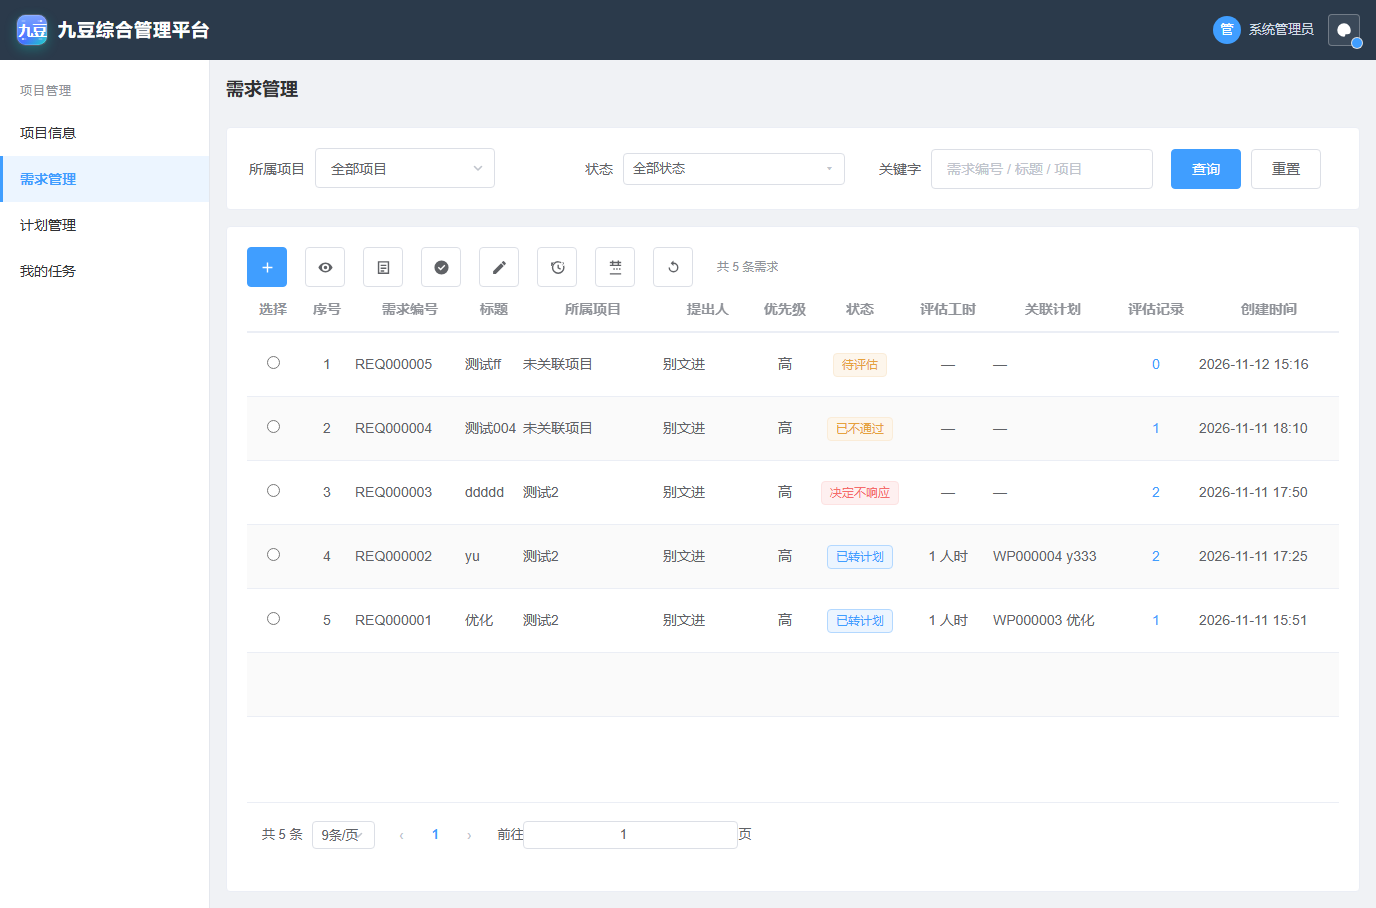 九豆 九豆综合管理平台 管 系统管理员
项目管理
项目信息
需求管理
计划管理
我的任务
需求管理
所属项目 全部项目 状态 全部状态 关键字 需求编号 / 标题 / 项目 查询 重置
共 5 条需求
选择 序号 需求编号 标题 所属项目 提出人 优先级 状态 评估工时 关联计划 评估记录 创建时间
1 REQ000005 测试ff 未关联项目 别文进 高 待评估 — — 0 2026-11-12 15:16
2 REQ000004 测试004 未关联项目 别文进 高 已不通过 — — 1 2026-11-11 18:10
3 REQ000003 ddddd 测试2 别文进 高 决定不响应 — — 2 2026-11-11 17:50
4 REQ000002 yu 测试2 别文进 高 已转计划 1 人时 WP000004 y333 2 2026-11-11 17:25
5 REQ000001 优化 测试2 别文进 高 已转计划 1 人时 WP000003 优化 1 2026-11-11 15:51
共 5 条 9条/页 ‹ 1 › 前往 1 页